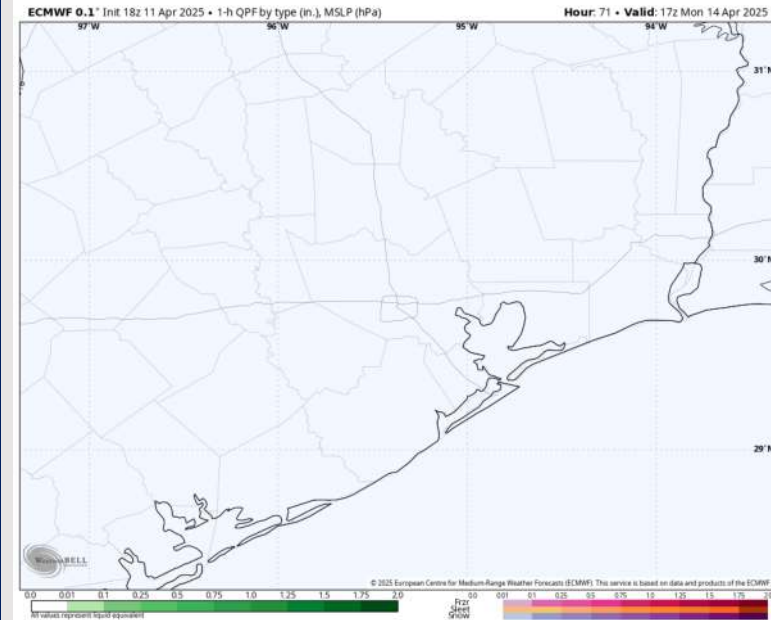 ECMWF 0.1° Init 18z 11 Apr 2025 • 1-h QPF by type (in.), MSLP (hPa)
Hour: 71 • Valid: 17z Mon 14 Apr 2025
97°W 96°W 95°W 94°W
31°N
30°N
29°N
WeatherBELL
© 2025 European Centre for Medium-Range Weather Forecasts (ECMWF). This service is based on data and products of the ECMWF
0.0 0.01 0.1 0.25 0.5 0.75 1.0 1.25 1.5 1.75 2.0
All values represent liquid equivalent
0.0 0.01 0.1 0.25 0.5 0.75 1.0 1.25 1.5 1.75 2.0
Frzr
Sleet
Snow